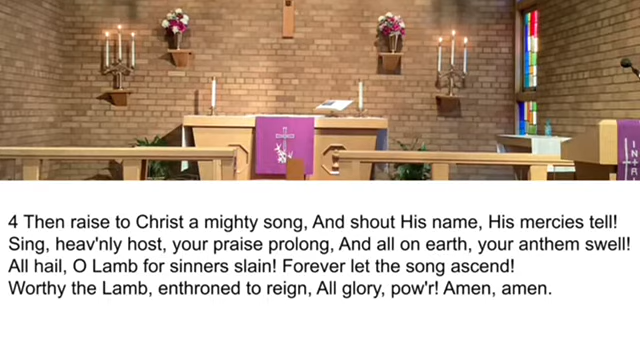 4 Then raise to Christ a mighty song, And shout His name, His mercies tell!
Sing, heav'nly host, your praise prolong, And all on earth, your anthem swell!
All hail, O Lamb for sinners slain! Forever let the song ascend!
Worthy the Lamb, enthroned to reign, All glory, pow'r! Amen, amen.